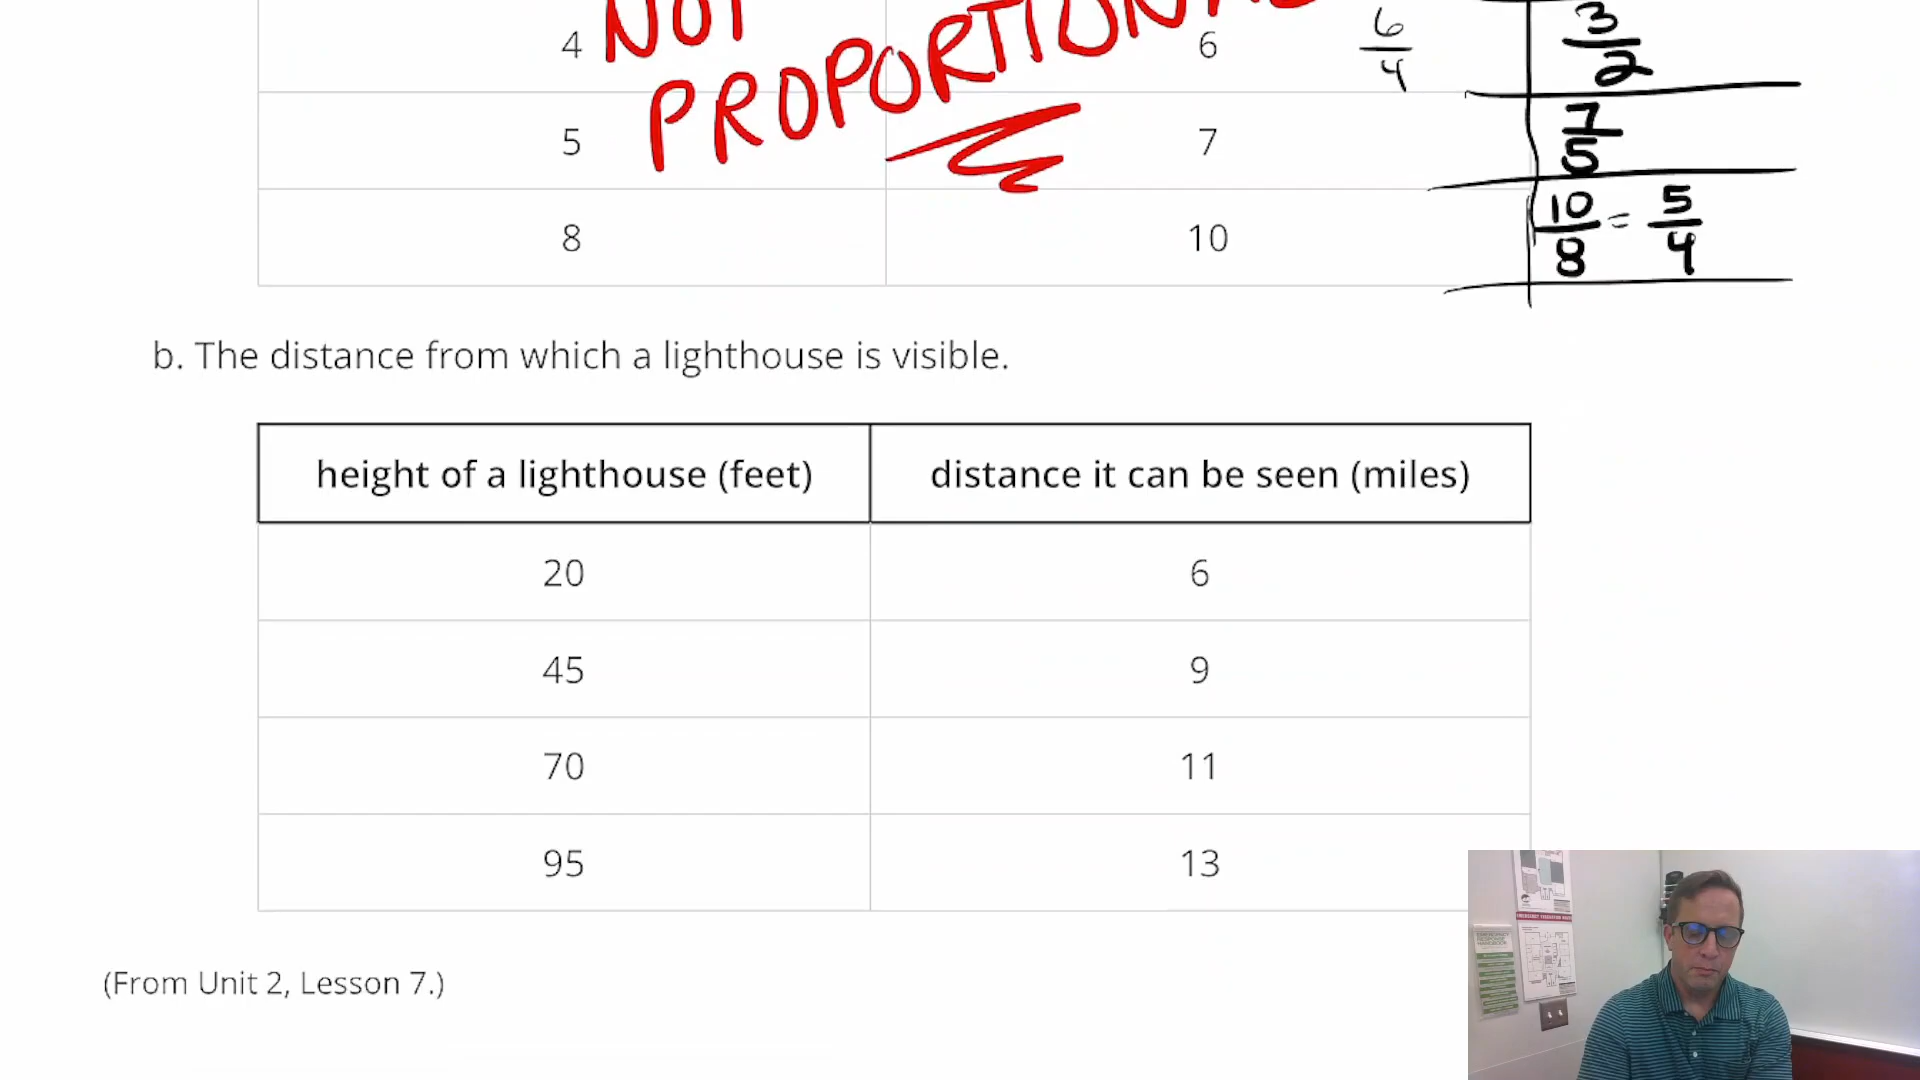 NOT
PROPORTIONAL
4 6 6/4 3/2
5 7 7/5
8 10 10/8 = 5/4
b. The distance from which a lighthouse is visible.
height of a lighthouse (feet) distance it can be seen (miles)
20 6
45 9
70 11
95 13
(From Unit 2, Lesson 7.)